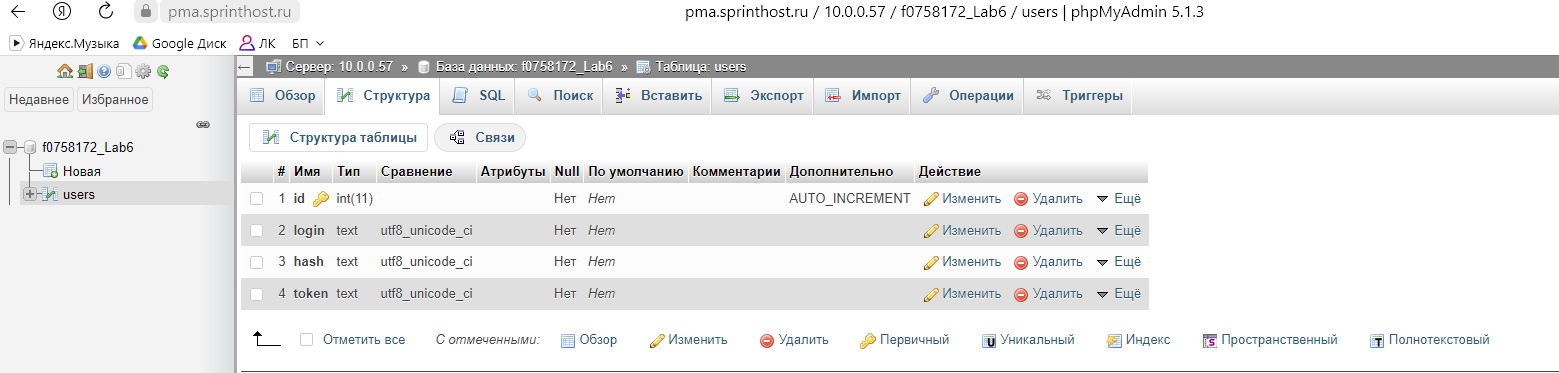 pma.sprinthost.ru pma.sprinthost.ru / 10.0.0.57 / f0758172_Lab6 / users | phpMyAdmin 5.1.3
Яндекс.Музыка Google Диск ЛК БП
Сервер: 10.0.0.57 » База данных: f0758172_Lab6 » Таблица: users
Недавнее Избранное
Обзор Структура SQL Поиск Вставить Экспорт Импорт Операции Триггеры
Структура таблицы Связи
f0758172_Lab6
Новая
users
# Имя Тип Сравнение Атрибуты Null По умолчанию Комментарии Дополнительно Действие
1 id int(11) Нет Нет AUTO_INCREMENT Изменить Удалить Ещё
2 login text utf8_unicode_ci Нет Нет Изменить Удалить Ещё
3 hash text utf8_unicode_ci Нет Нет Изменить Удалить Ещё
4 token text utf8_unicode_ci Нет Нет Изменить Удалить Ещё
Отметить все С отмеченными: Обзор Изменить Удалить Первичный Уникальный Индекс Пространственный Полнотекстовый